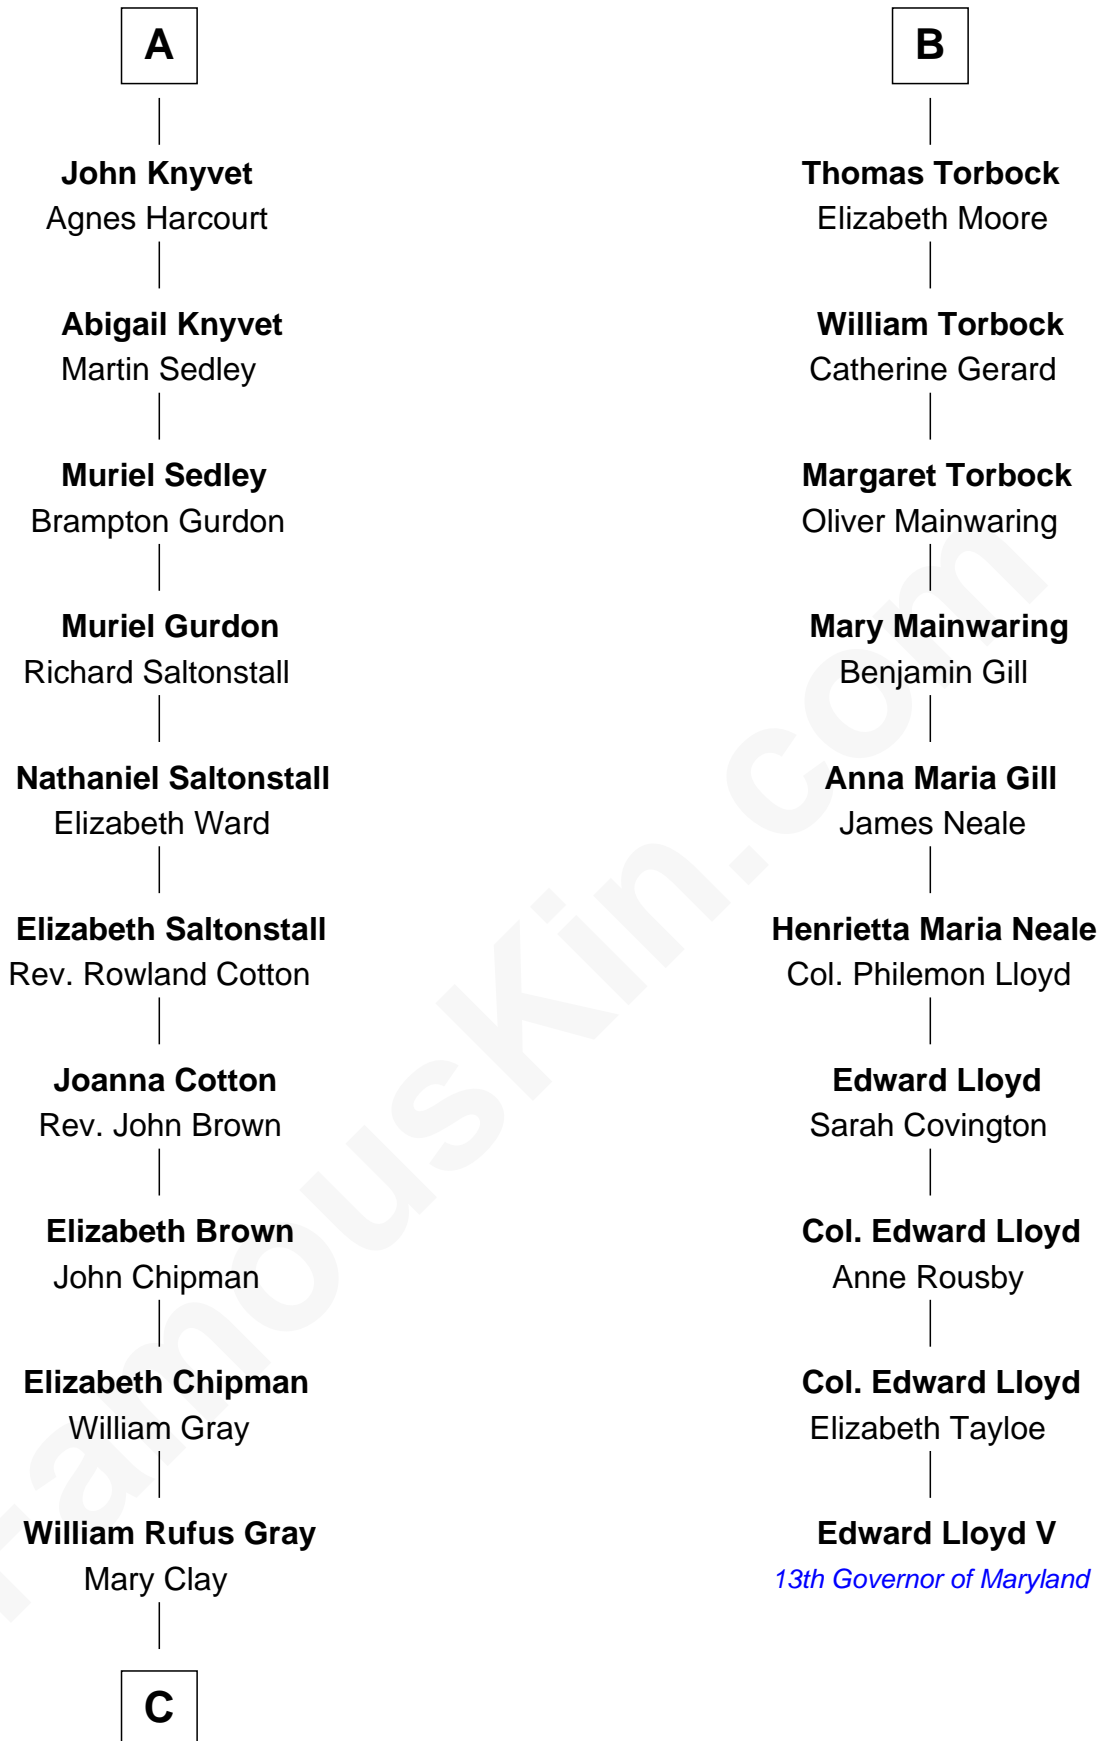 A
John Knyvet
Agnes Harcourt
Abigail Knyvet
Martin Sedley
Muriel Sedley
Brampton Gurdon
Muriel Gurdon
Richard Saltonstall
Nathaniel Saltonstall
Elizabeth Ward
Elizabeth Saltonstall
Rev. Rowland Cotton
Joanna Cotton
Rev. John Brown
Elizabeth Brown
John Chipman
Elizabeth Chipman
William Gray
William Rufus Gray
Mary Clay
C
B
Thomas Torbock
Elizabeth Moore
William Torbock
Catherine Gerard
Margaret Torbock
Oliver Mainwaring
Mary Mainwaring
Benjamin Gill
Anna Maria Gill
James Neale
Henrietta Maria Neale
Col. Philemon Lloyd
Edward Lloyd
Sarah Covington
Col. Edward Lloyd
Anne Rousby
Col. Edward Lloyd
Elizabeth Tayloe
Edward Lloyd V
13th Governor of Maryland
FamousKin.com